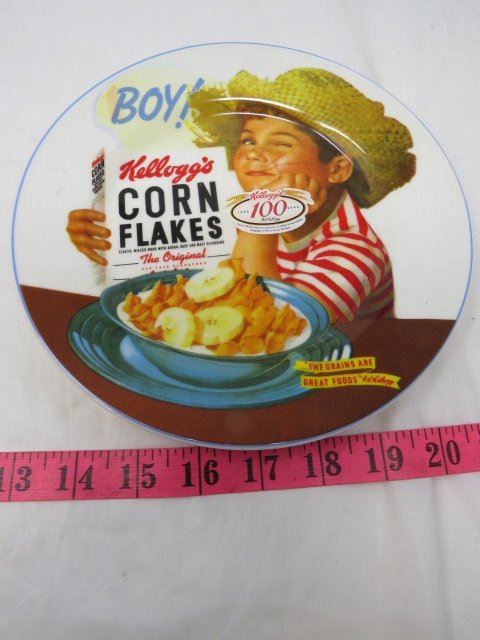 BOY!
Kellogg's
CORN
FLAKES
The Original
Kellogg's
100
"THE GRAINS ARE
GREAT FOODS" W.K. Kellogg
13 14 15 16 17 18 19 20